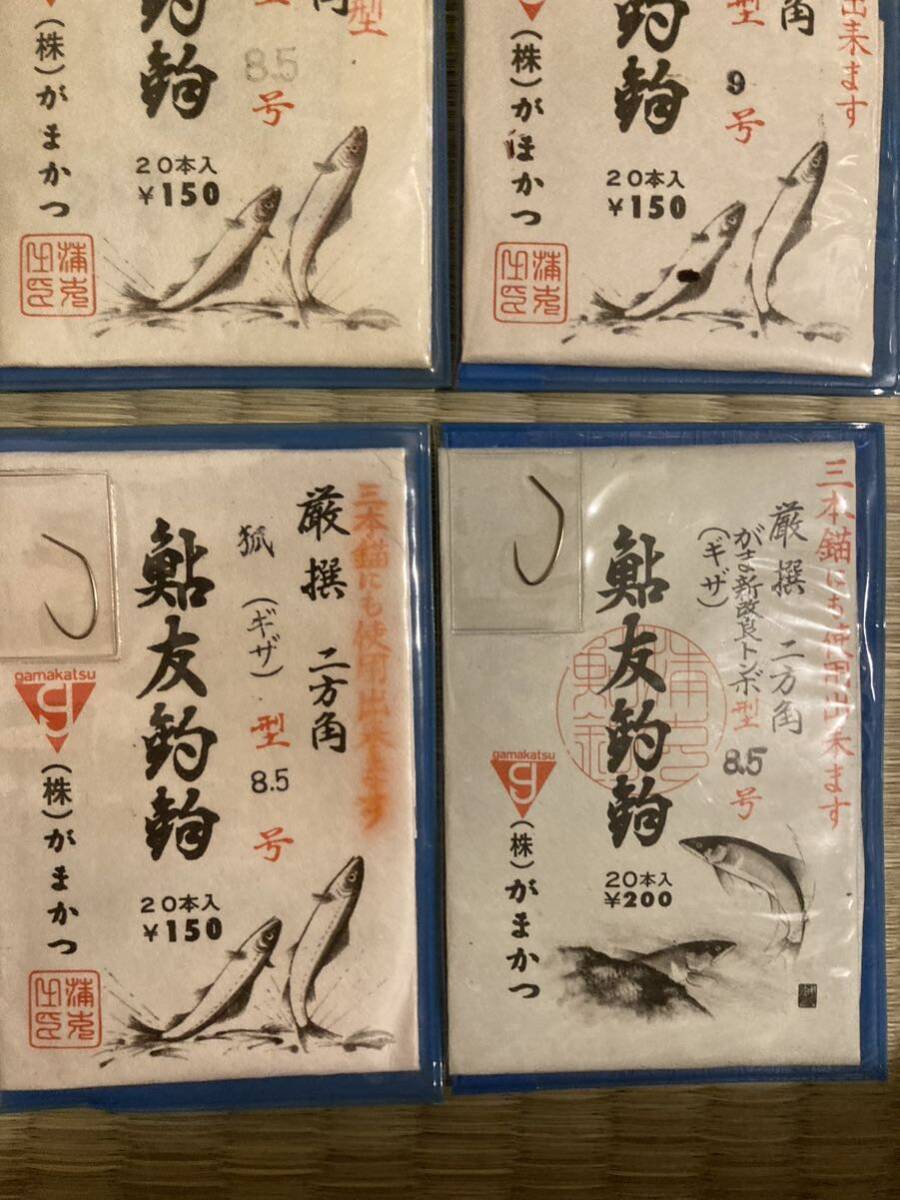 型
8.5
号
釣鈎
20本入
¥150
(株)がまかつ
出来ます
角
型
9
号
釣鈎
20本入
¥150
(株)がまかつ
三本錨にも使用出来ます
厳撰 二方角
狐(ギザ)型 8.5 号
鮎友釣鈎
20本入
¥150
gamakatsu
g
(株)がまかつ
三本錨にも使用出来ます
厳撰 二方角
がま新改良トンボ型 8.5 号
(ギザ)
鮎友釣鈎
20本入
¥200
gamakatsu
g
(株)がまかつ